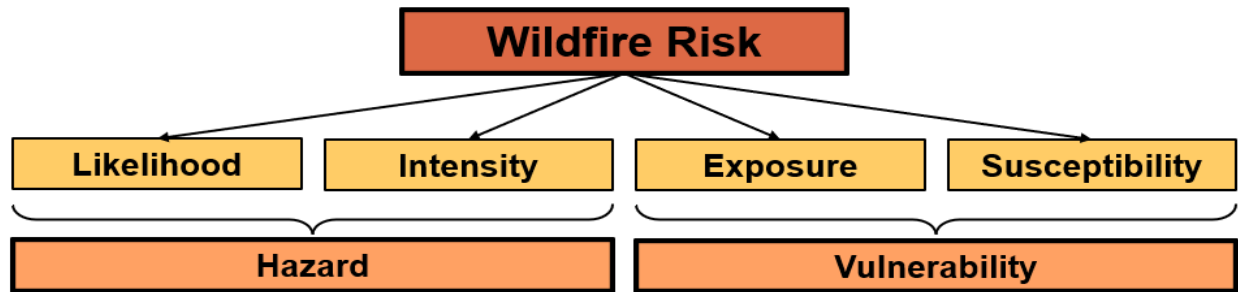 Wildfire Risk
Likelihood
Intensity
Exposure
Susceptibility
Hazard
Vulnerability